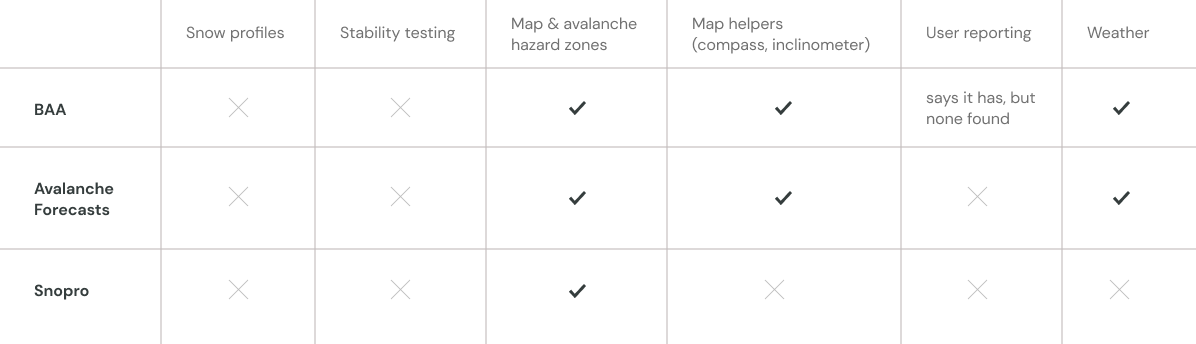 Snow profiles
Stability testing
Map & avalanche
hazard zones
Map helpers
(compass, inclinometer)
User reporting
Weather
BAA
says it has, but
none found
Avalanche
Forecasts
Snopro